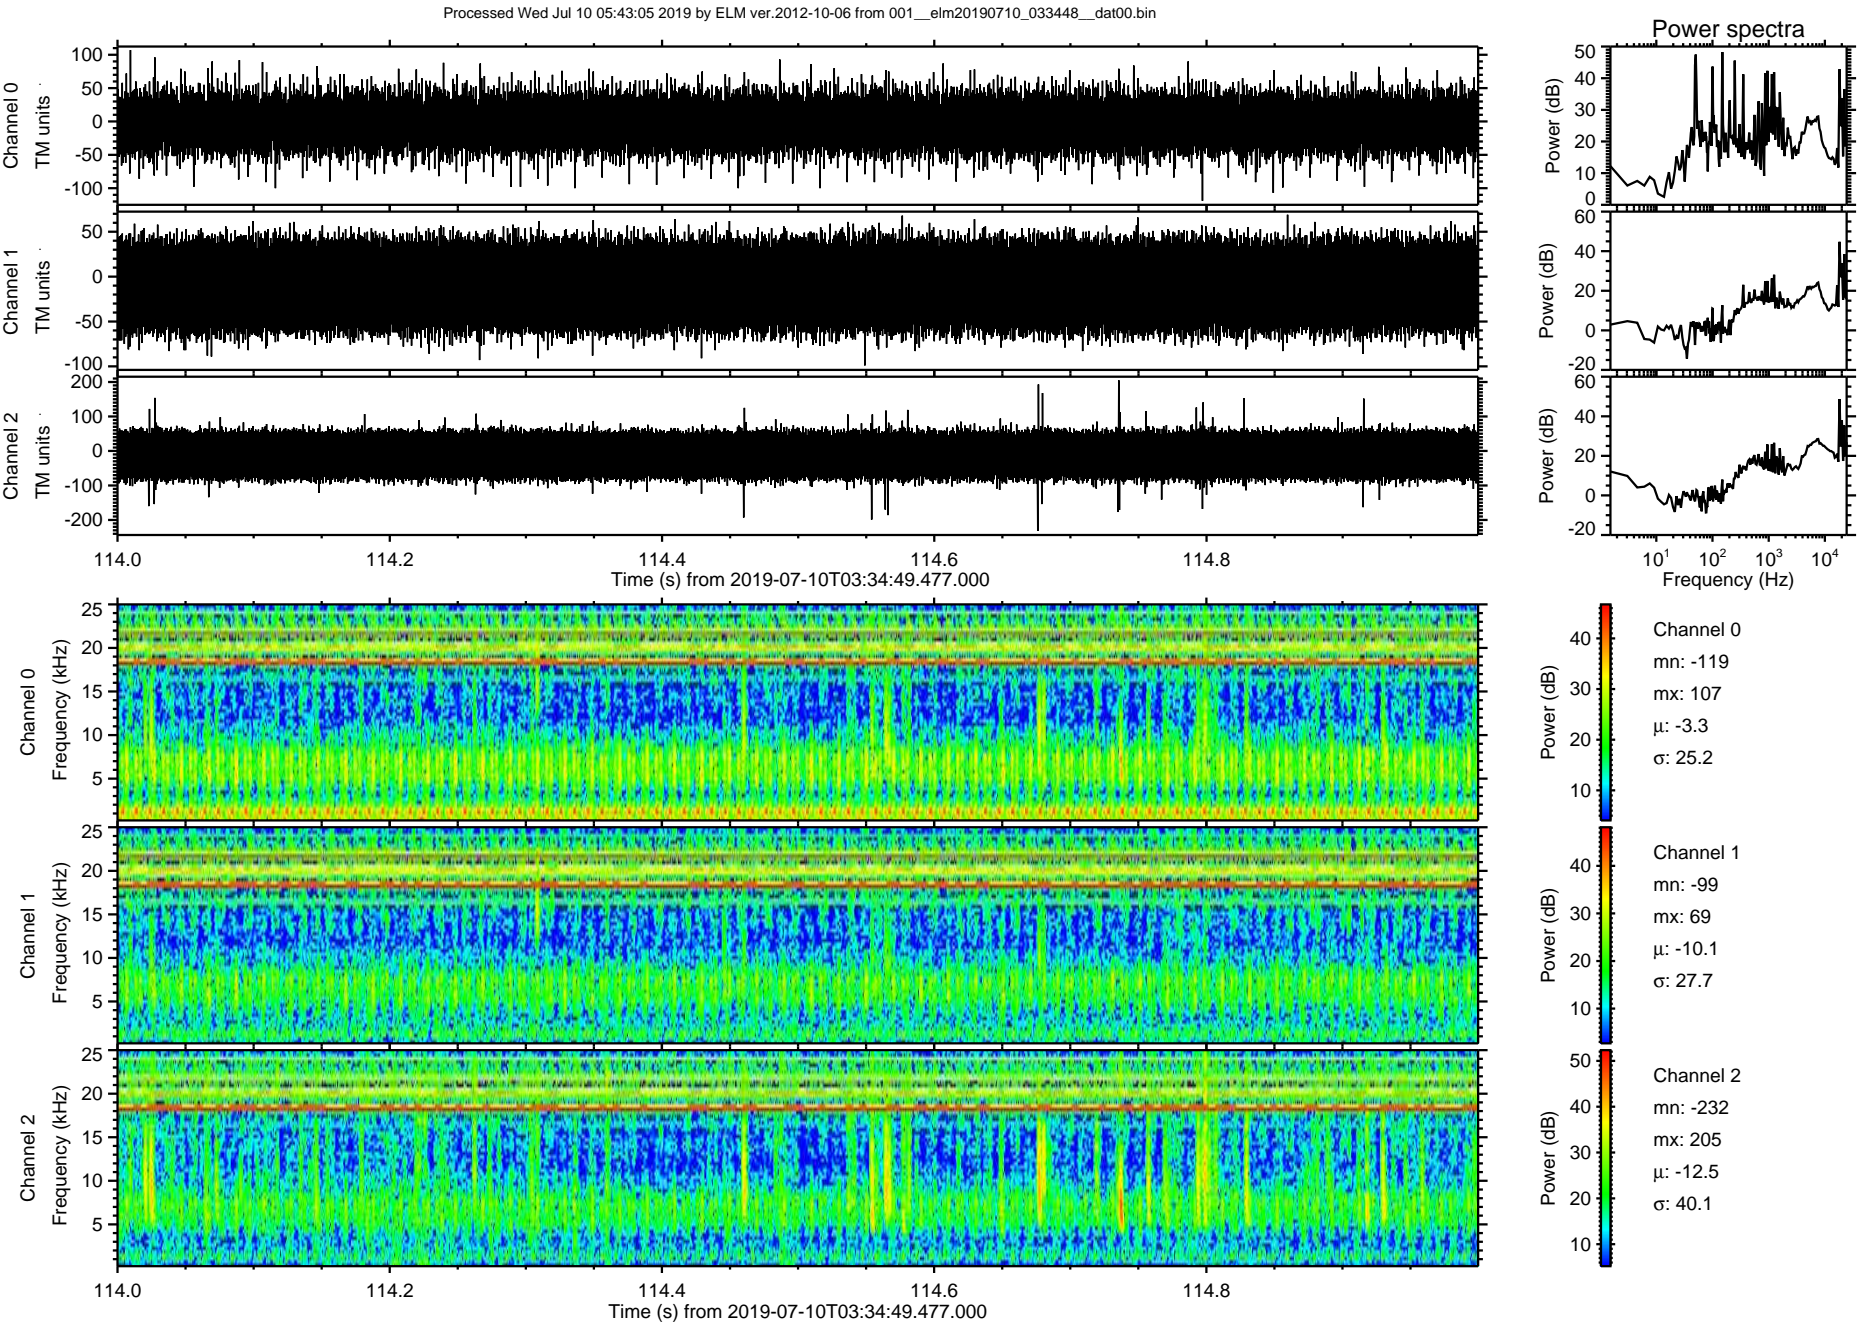 Processed Wed Jul 10 05:43:05 2019 by ELM ver.2012-10-06 from 001__elm20190710_033448__dat00.bin
Power spectra
Channel 0
TM units
100
50
0
-50
-100
Power (dB)
50
40
30
20
10
0
Channel 1
TM units
50
0
-50
-100
Power (dB)
60
40
20
0
-20
Channel 2
TM units
200
100
0
-100
-200
Power (dB)
60
40
20
0
-20
114.0 114.2 114.4 114.6 114.8
Time (s) from 2019-07-10T03:34:49.477.000
10^1 10^2 10^3 10^4
Frequency (Hz)
Channel 0
Frequency (kHz)
25
20
15
10
5
Power (dB)
40
30
20
10
Channel 0
mn: -119
mx: 107
μ: -3.3
σ: 25.2
Channel 1
Frequency (kHz)
25
20
15
10
5
Power (dB)
40
30
20
10
Channel 1
mn: -99
mx: 69
μ: -10.1
σ: 27.7
Channel 2
Frequency (kHz)
25
20
15
10
5
Power (dB)
50
40
30
20
10
Channel 2
mn: -232
mx: 205
μ: -12.5
σ: 40.1
114.0 114.2 114.4 114.6 114.8
Time (s) from 2019-07-10T03:34:49.477.000